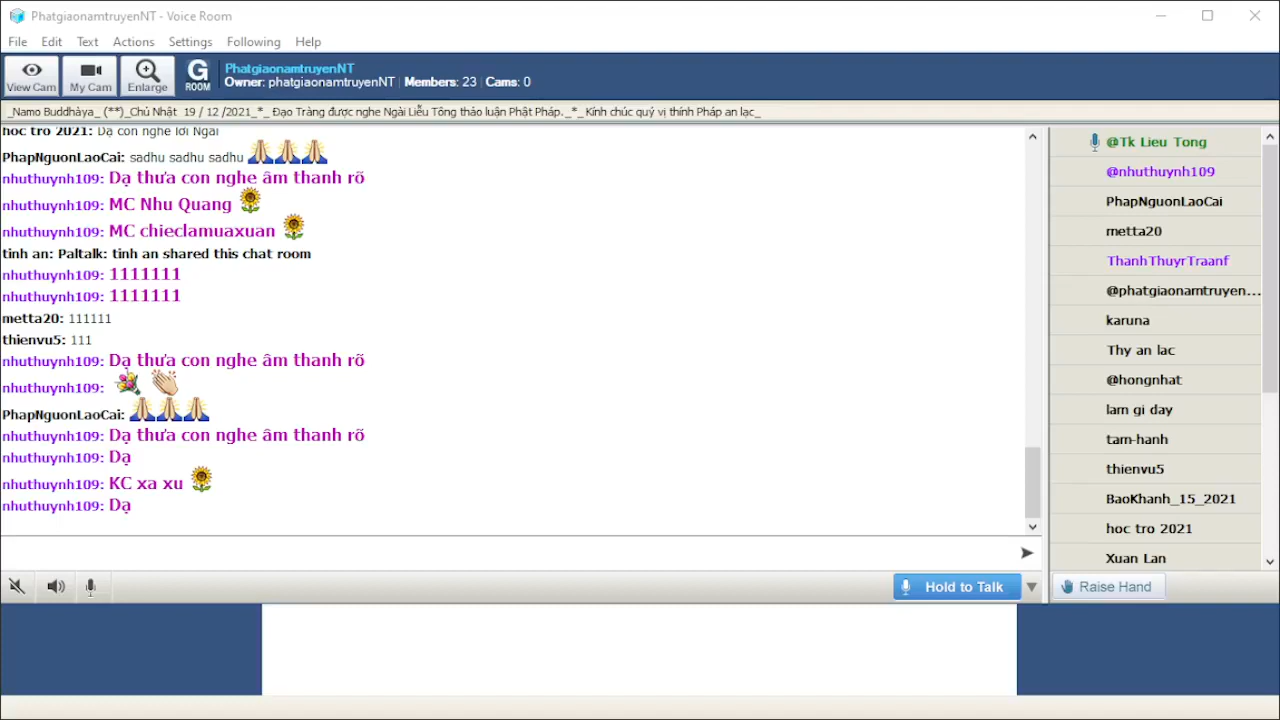 PhatgiaonamtruyenNT - Voice Room
File Edit Text Actions Settings Following Help
View Cam My Cam Enlarge G ROOM
PhatgiaonamtruyenNT
Owner: phatgiaonamtruyenNT | Members: 23 | Cams: 0
_Namo Buddhàya_ (**)_Chủ Nhật 19 / 12 /2021_*_ Đạo Tràng được nghe Ngài Liễu Tông thảo luận Phật Pháp._*_Kính chúc quý vị thính Pháp an lạc_
hoc tro 2021: Dạ con nghe lời Ngài
PhapNguonLaoCai: sadhu sadhu sadhu
nhuthuynh109: Dạ thưa con nghe âm thanh rõ
nhuthuynh109: MC Nhu Quang
nhuthuynh109: MC chieclamuaxuan
tinh an: Paltalk: tinh an shared this chat room
nhuthuynh109: 1111111
nhuthuynh109: 1111111
metta20: 111111
thienvu5: 111
nhuthuynh109: Dạ thưa con nghe âm thanh rõ
nhuthuynh109:
PhapNguonLaoCai:
nhuthuynh109: Dạ thưa con nghe âm thanh rõ
nhuthuynh109: Dạ
nhuthuynh109: KC xa xu
nhuthuynh109: Dạ
@Tk Lieu Tong
@nhuthuynh109
PhapNguonLaoCai
metta20
ThanhThuyrTraanf
@phatgiaonamtruyen...
karuna
Thy an lac
@hongnhat
lam gi day
tam-hanh
thienvu5
BaoKhanh_15_2021
hoc tro 2021
Xuan Lan
Hold to Talk
Raise Hand